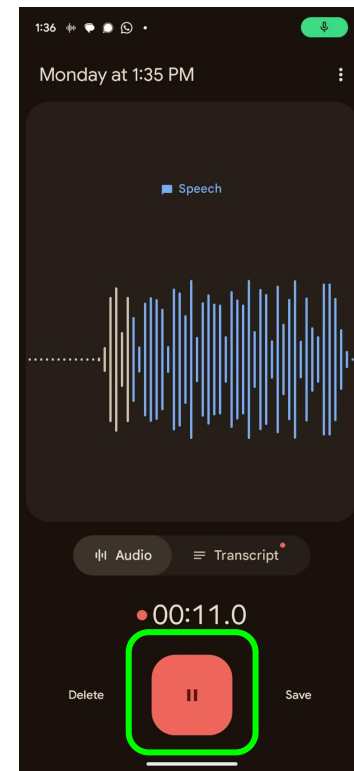 1:36
Monday at 1:35 PM
Speech
Audio Transcript
00:11.0
Delete Save